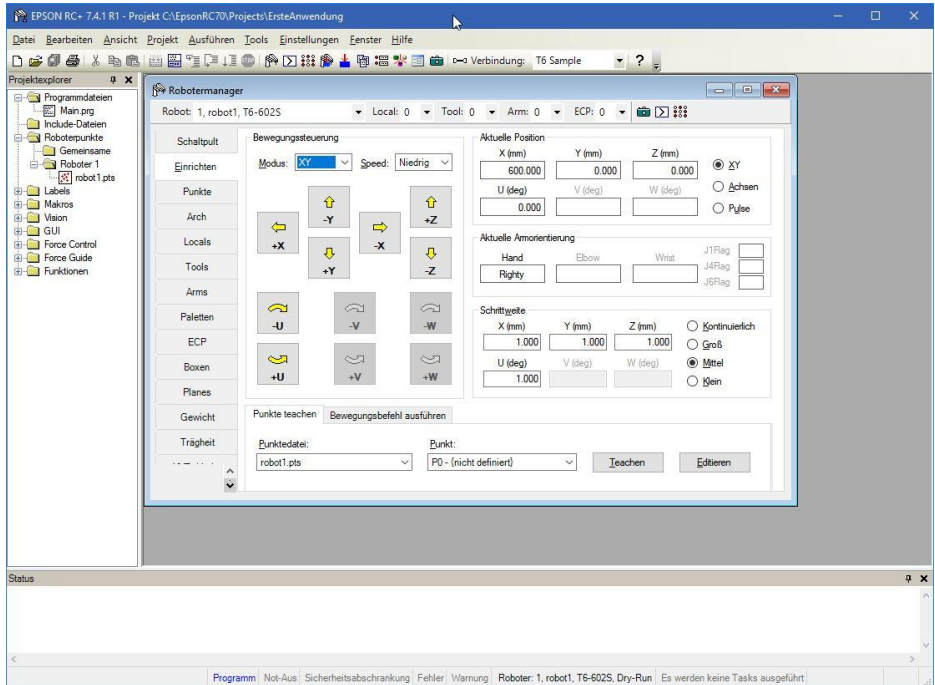 EPSON RC+ 7.4.1 R1 - Projekt C:\EpsonRC70\Projects\ErsteAnwendung
Datei Bearbeiten Ansicht Projekt Ausführen Tools Einstellungen Fenster Hilfe
Verbindung: T6 Sample
Projektexplorer
Programmdateien
Main.prg
Include-Dateien
Roboterpunkte
Gemeinsame
Roboter 1
robot1.pts
Labels
Makros
Vision
GUI
Force Control
Force Guide
Funktionen
Robotermanager
Robot: 1, robot1, T6-602S Local: 0 Tool: 0 Arm: 0 ECP: 0
Schaltpult
Einrichten
Punkte
Arch
Locals
Tools
Arms
Paletten
ECP
Boxen
Planes
Gewicht
Trägheit
Bewegungssteuerung
Modus: XY Speed: Niedrig
-Y +Z
+X -X
+Y -Z
-U -V -W
+U +V +W
Aktuelle Position
X (mm) Y (mm) Z (mm)
600.000 0.000 0.000
U (deg) V (deg) W (deg)
0.000
XY
Achsen
Pulse
Aktuelle Armorientierung
Hand Elbow Wrist
Righty
J1Flag
J4Flag
J6Flag
Schrittweite
X (mm) Y (mm) Z (mm)
1.000 1.000 1.000
U (deg) V (deg) W (deg)
1.000
Kontinuierlich
Groß
Mittel
Klein
Punkte teachen Bewegungsbefehl ausführen
Punktedatei: Punkt:
robot1.pts P0 - (nicht definiert) Teachen Editieren
Status
Programm Not-Aus Sicherheitsabschrankung Fehler Warnung Roboter: 1, robot1, T6-602S, Dry-Run Es werden keine Tasks ausgeführt